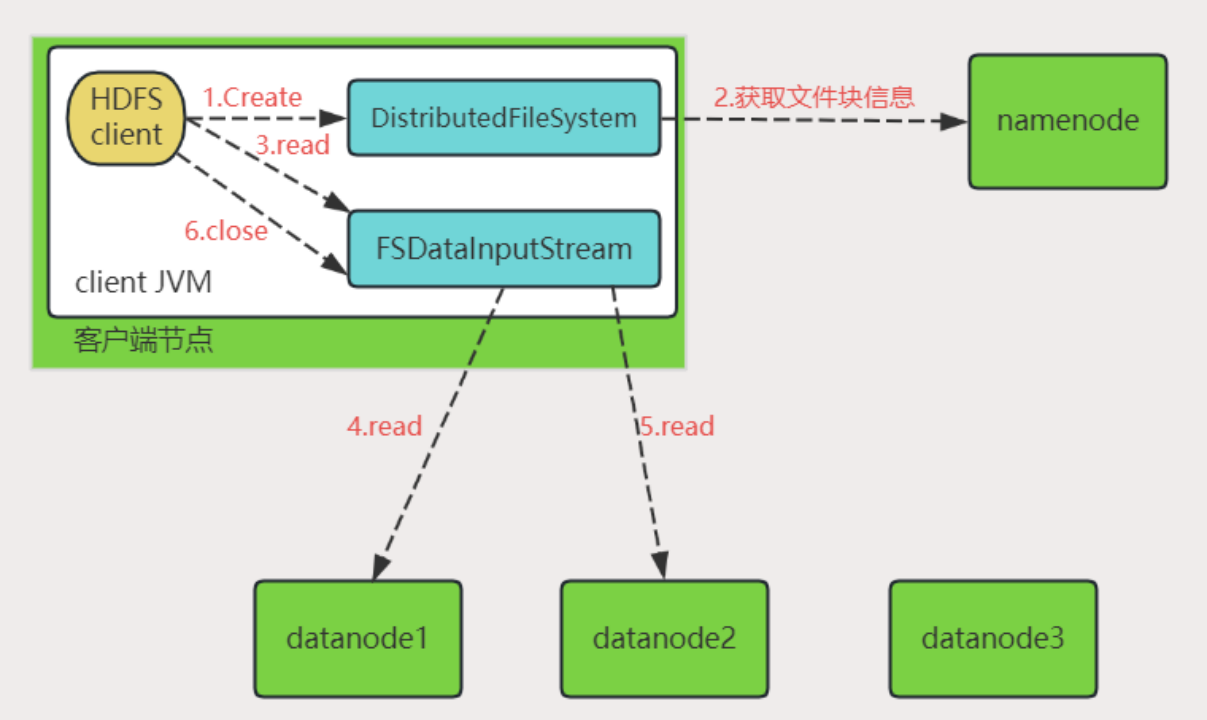 HDFS
client
1.Create
DistributedFileSystem
2.获取文件块信息
namenode
3.read
6.close
FSDataInputStream
client JVM
客户端节点
4.read
5.read
datanode1
datanode2
datanode3